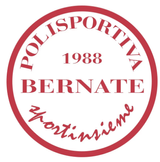 POLISPORTIVA
1988
BERNATE
sportinsieme